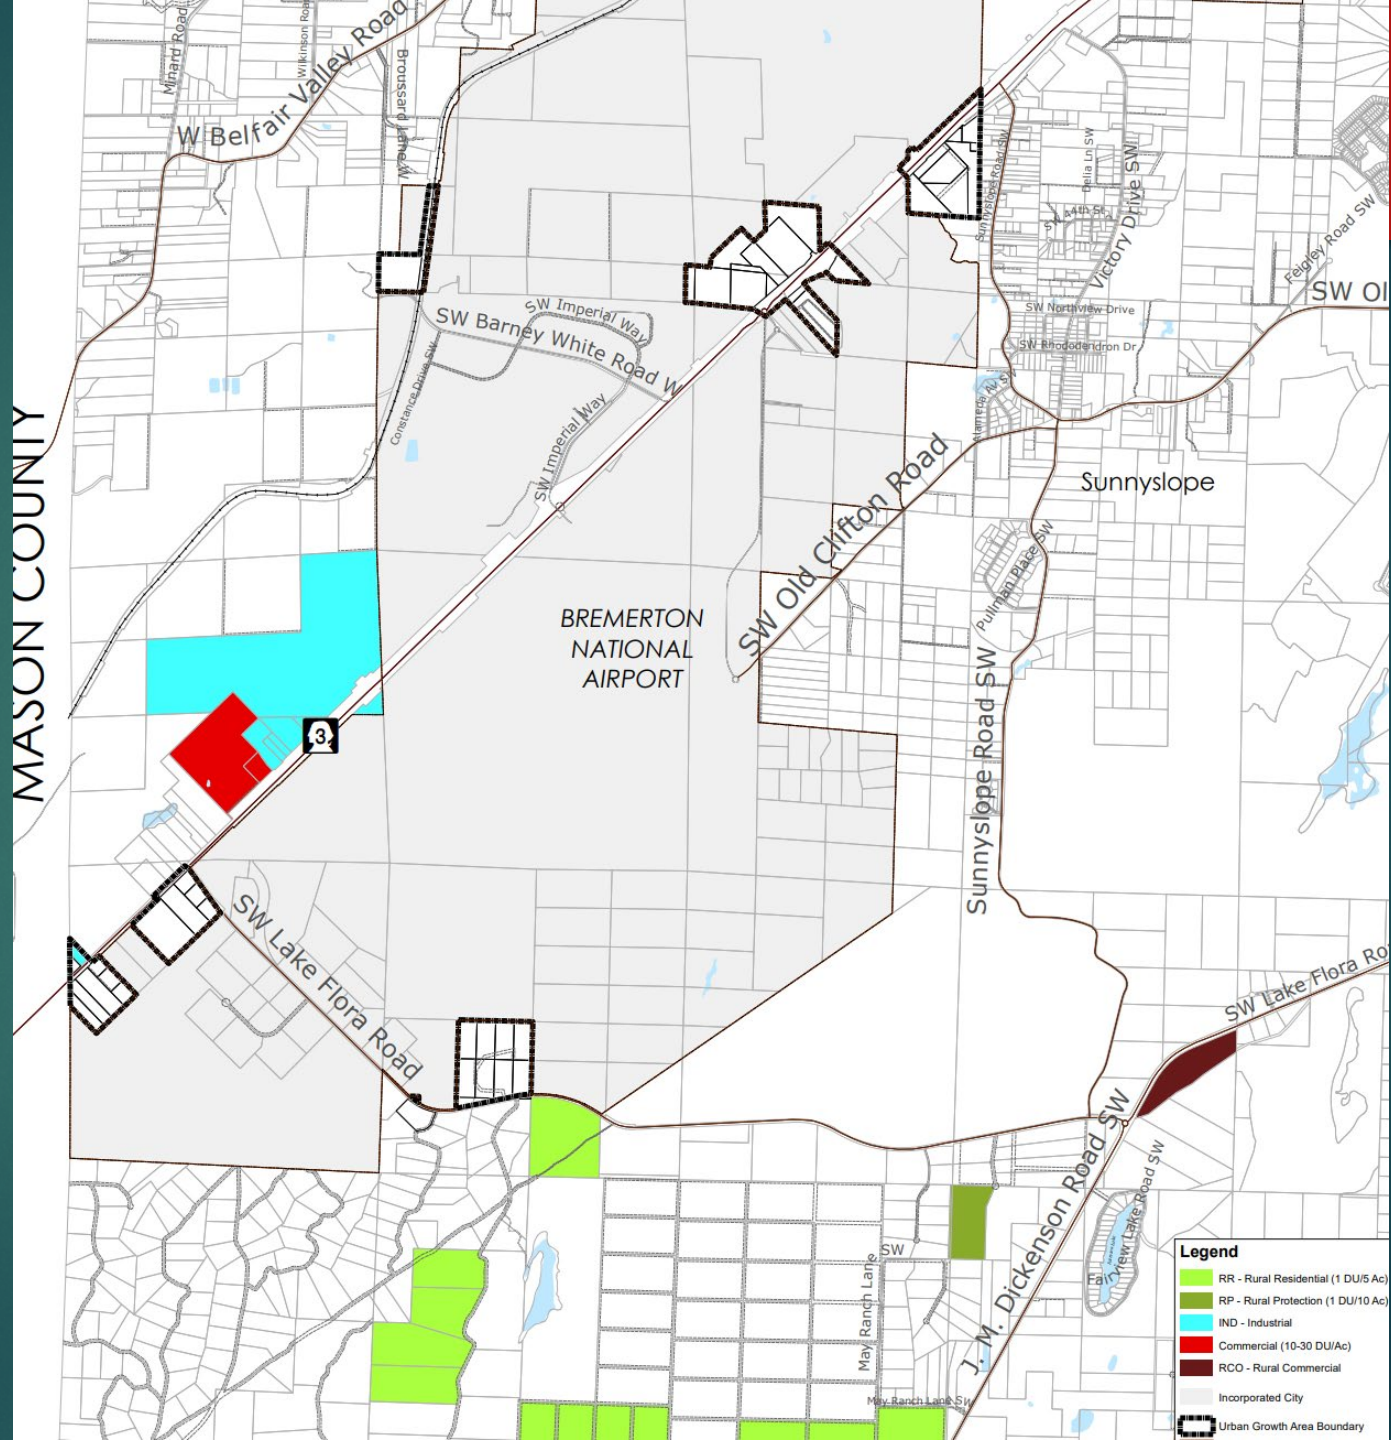 Minard Road
Wilkinson Roa
W Belfair Valley Road
Broussard Lane W
Sunnyslope Road SW
Delia Ln SW
SW 44th St
Victory Drive SW
Feigley Road SW
SW Ol
SW Northview Drive
SW Rhododendron Dr
SW Imperial Way
SW Barney White Road W
Constance Drive SW
SW Imperial Way
Alameda Av SW
SW Old Clifton Road
Sunnyslope
Pullman Place SW
MASON COUNTY
BREMERTON
NATIONAL
AIRPORT
Sunnyslope Road SW
3
SW Lake Flora Road
SW Lake Flora Ro
J. M. Dickenson Road SW
SW
May Ranch Lane
May Ranch Lane SW
Fairview Lake Road SW
Legend
RR - Rural Residential (1 DU/5 Ac)
RP - Rural Protection (1 DU/10 Ac)
IND - Industrial
Commercial (10-30 DU/Ac)
RCO - Rural Commercial
Incorporated City
Urban Growth Area Boundary